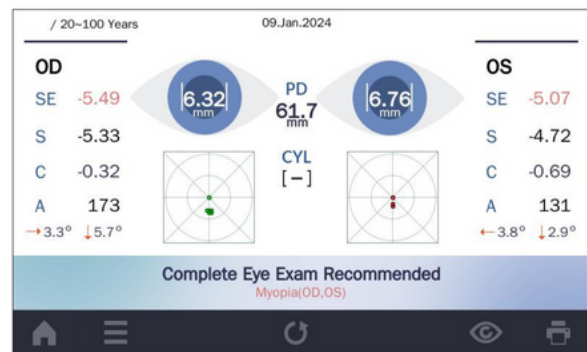 / 20~100 Years
09.Jan.2024
OD
SE -5.49
S -5.33
C -0.32
A 173
→ 3.3° ↓5.7°
|6.32|
mm
PD
61.7
mm
CYL
[-]
|6.76|
mm
OS
SE -5.07
S -4.72
C -0.69
A 131
←3.8° ↓2.9°
Complete Eye Exam Recommended
Myopia(OD,OS)